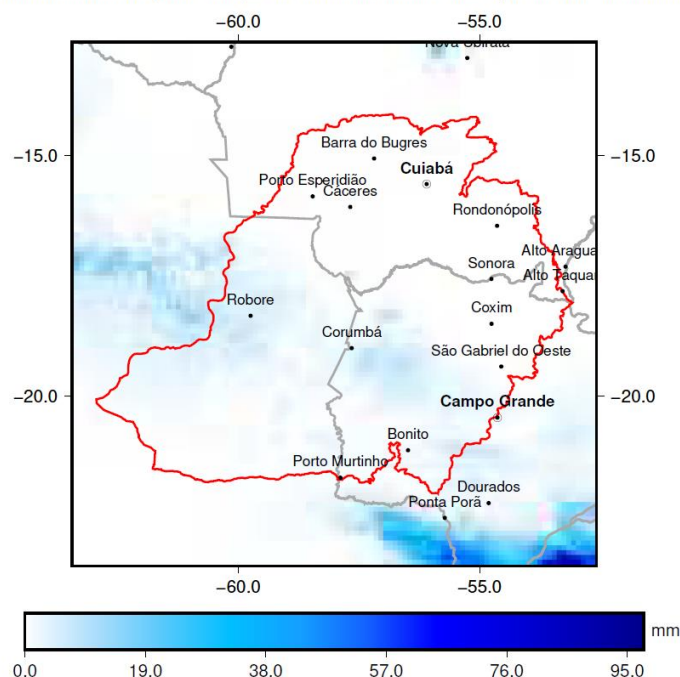 −60.0 −55.0
Nova Ubiratã
−15.0 −15.0
Barra do Bugres
Cuiabá
Porto Esperidião
Cáceres
Rondonópolis
Alto Aragua
Sonora
Alto Taquar
Robore
Coxim
Corumbá
São Gabriel do Oeste
−20.0 −20.0
Campo Grande
Bonito
Porto Murtinho
Dourados
Ponta Porã
−60.0 −55.0
mm
0.0 19.0 38.0 57.0 76.0 95.0